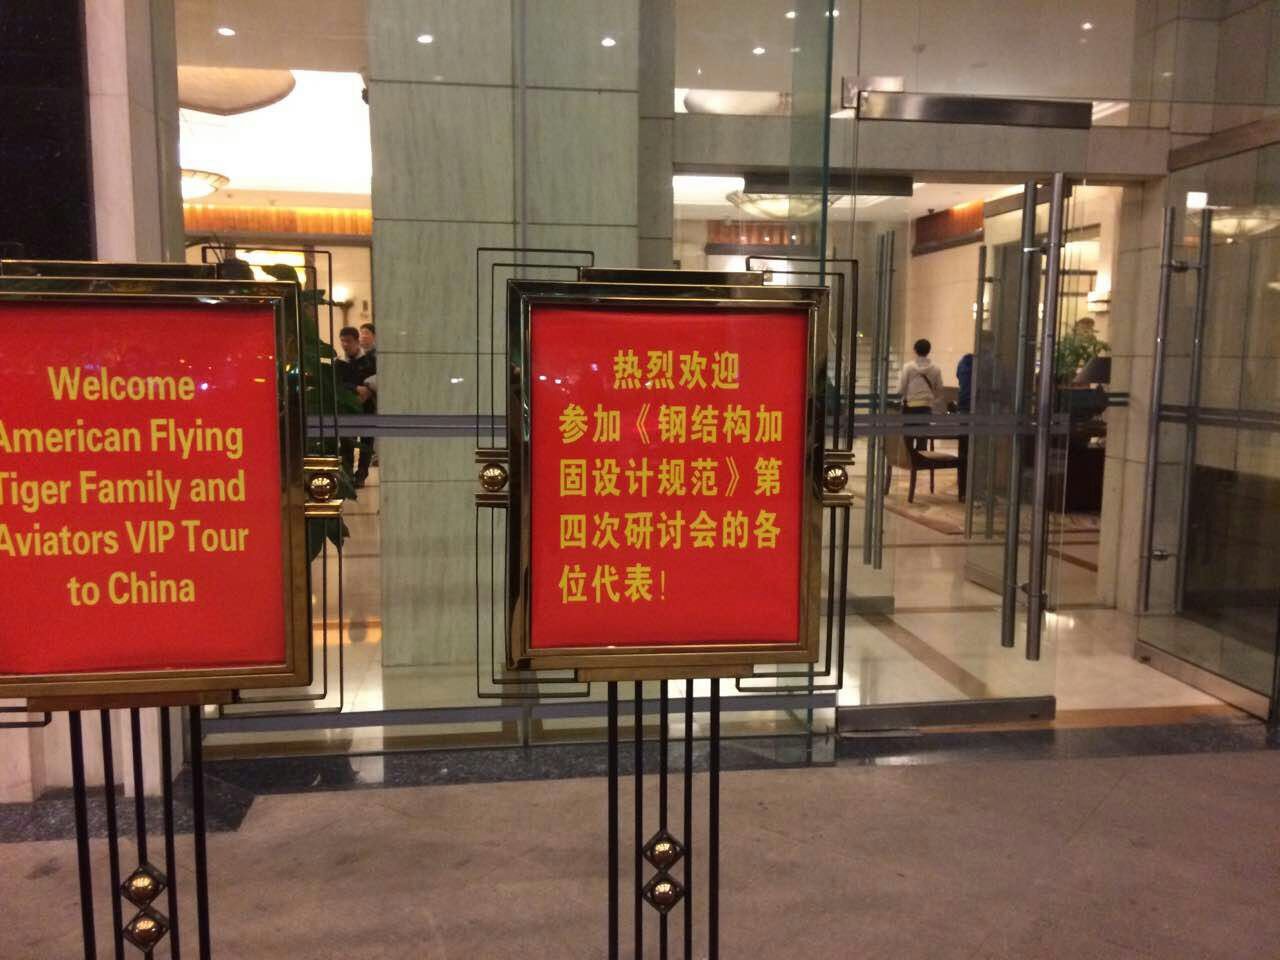 Welcome
American Flying
Tiger Family and
Aviators VIP Tour
to China
热烈欢迎
参加《钢结构加
固设计规范》第
四次研讨会的各
位代表！